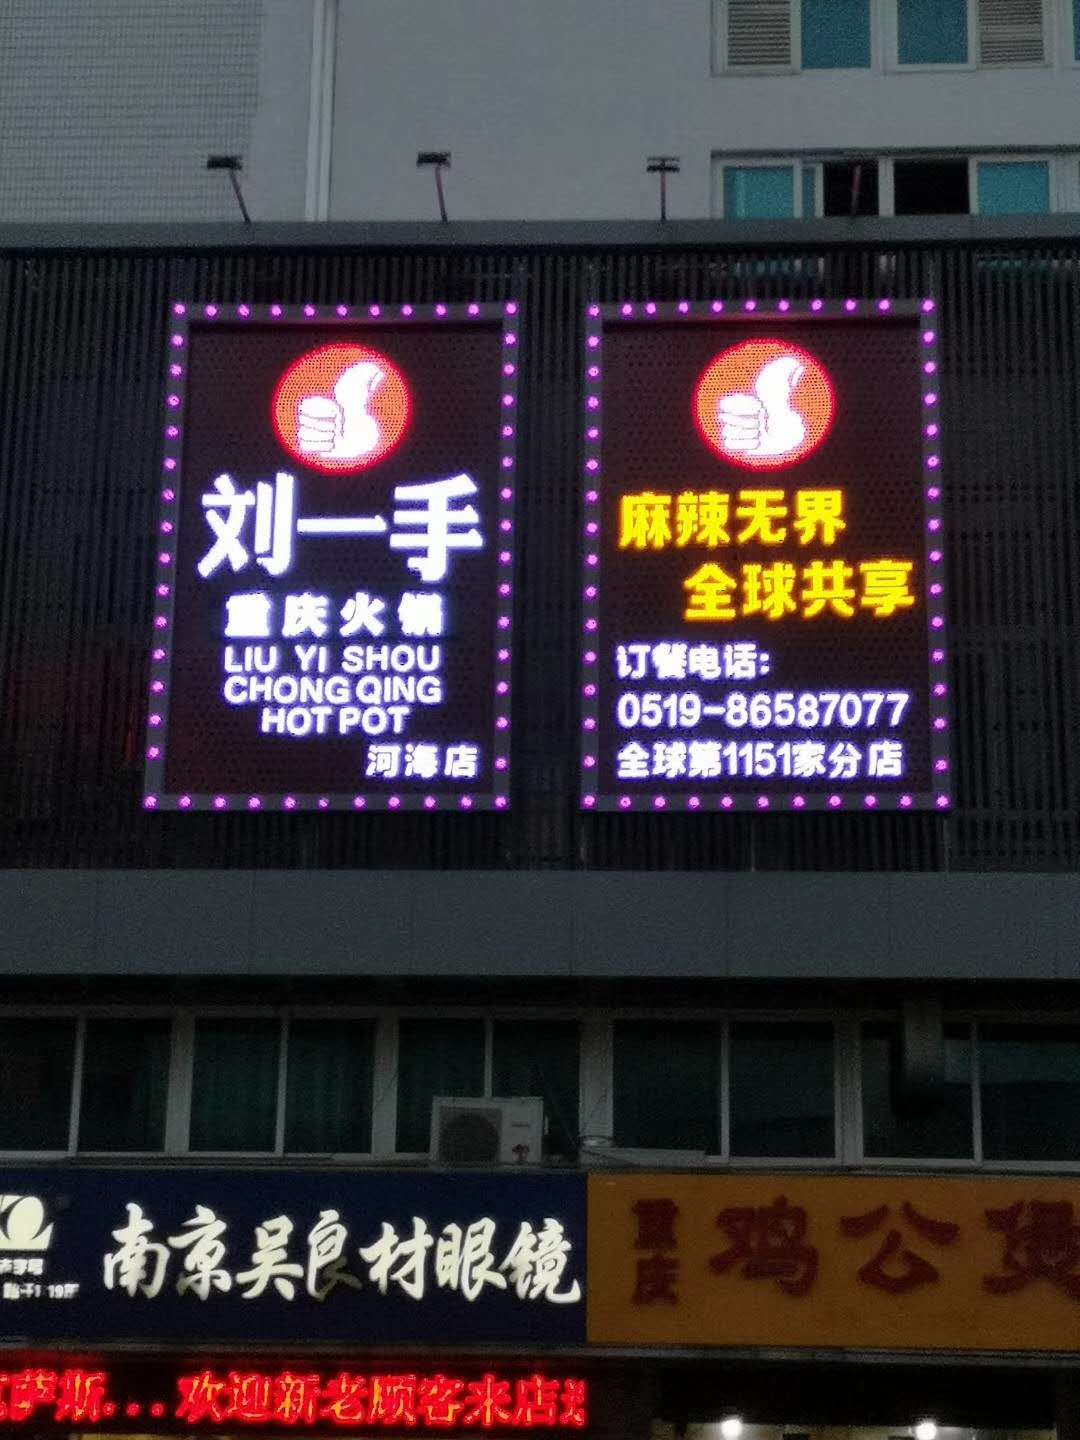 刘一手
重庆火锅
LIU YI SHOU
CHONG QING
HOT POT
河海店
麻辣无界
全球共享
订餐电话:
0519-86587077
全球第1151家分店
南京吴良材眼镜
重庆
鸡公煲
萨斯...欢迎新老顾客来店